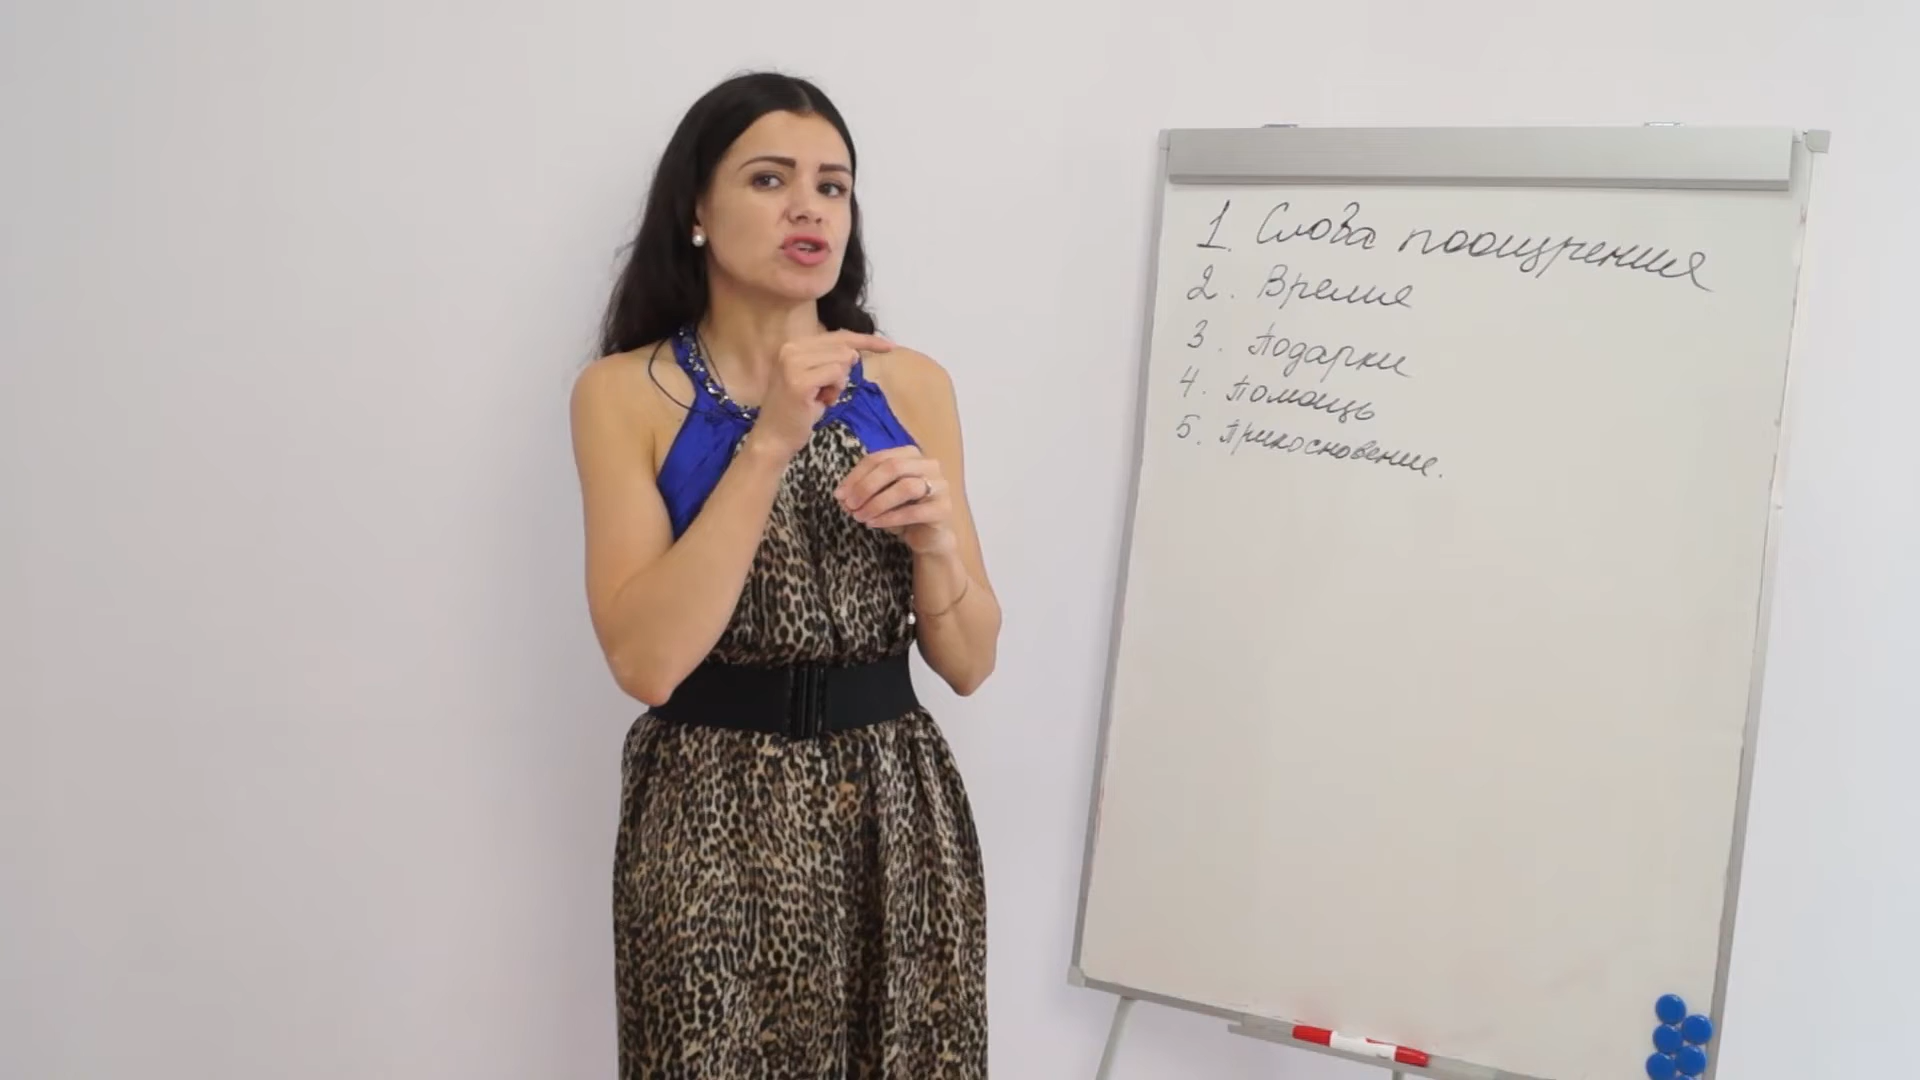 1. Слова поощрения
2. Время
3. Подарки
4. Помощь
5. Прикосновение.